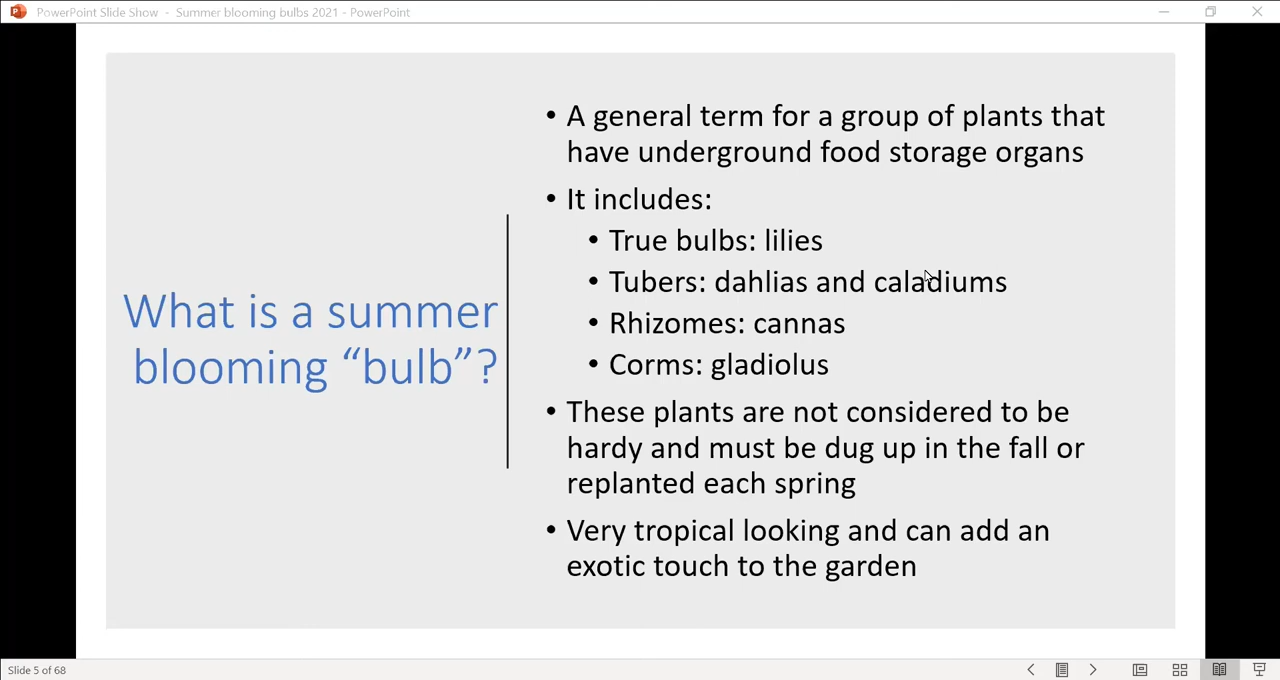 PowerPoint Slide Show - Summer blooming bulbs 2021 - PowerPoint
What is a summer
blooming “bulb”?
• A general term for a group of plants that
have underground food storage organs
• It includes:
• True bulbs: lilies
• Tubers: dahlias and caladiums
• Rhizomes: cannas
• Corms: gladiolus
• These plants are not considered to be
hardy and must be dug up in the fall or
replanted each spring
• Very tropical looking and can add an
exotic touch to the garden
Slide 5 of 68